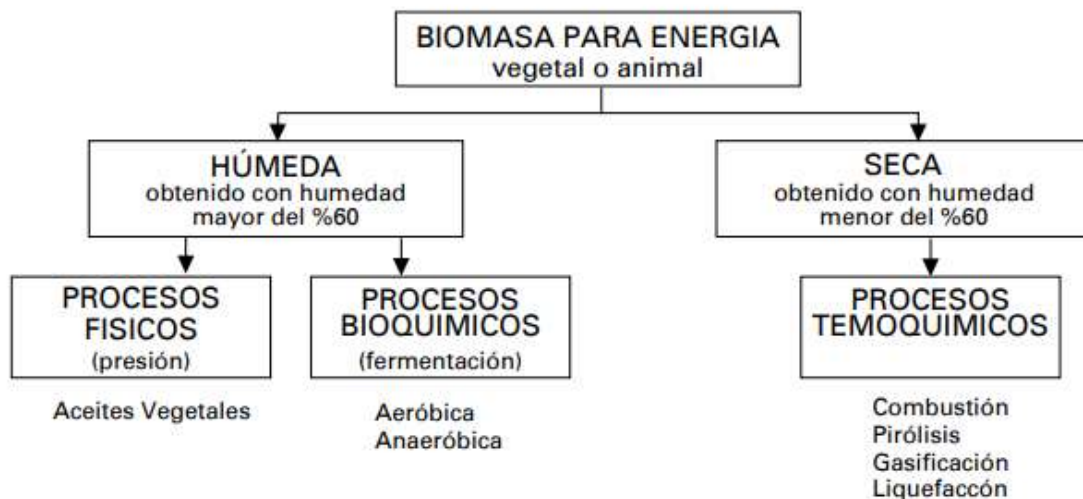 BIOMASA PARA ENERGIA
vegetal o animal
HÚMEDA
obtenido con humedad
mayor del %60
SECA
obtenido con humedad
menor del %60
PROCESOS
FISICOS
(presión)
PROCESOS
BIOQUIMICOS
(fermentación)
PROCESOS
TEMOQUIMICOS
Aceites Vegetales
Aeróbica
Anaeróbica
Combustión
Pirólisis
Gasificación
Liquefaccón